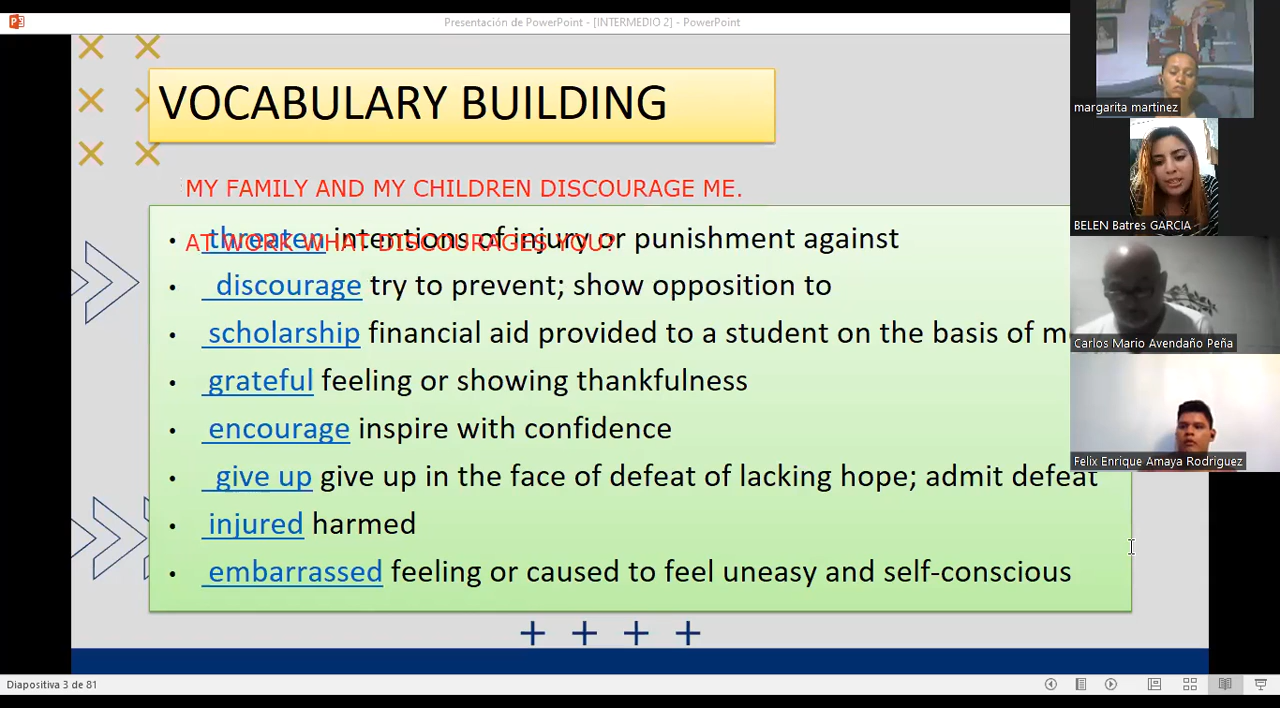 Presentación de PowerPoint - [INTERMEDIO 2] - PowerPoint
VOCABULARY BUILDING
MY FAMILY AND MY CHILDREN DISCOURAGE ME.
AT WORK WHAT DISCOURAGES YOU?
• threaten intentions of injury or punishment against
• discourage try to prevent; show opposition to
• scholarship financial aid provided to a student on the basis of
• grateful feeling or showing thankfulness
• encourage inspire with confidence
• give up give up in the face of defeat of lacking hope; admit defeat
• injured harmed
• embarrassed feeling or caused to feel uneasy and self-conscious
margarita martinez
BELEN Batres GARCIA
Carlos Mario Avendaño Peña
Felix Enrique Amaya Rodriguez
Diapositiva 3 de 81